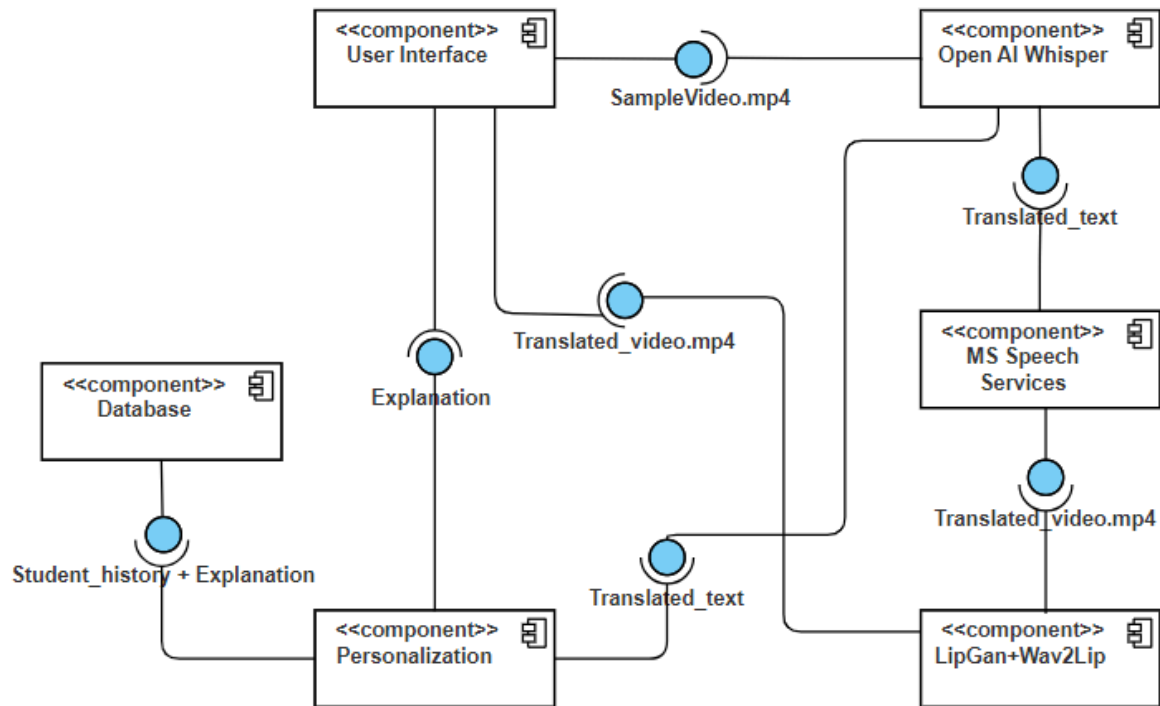 <<component>>
User Interface
<<component>>
Open AI Whisper
SampleVideo.mp4
Translated_text
<<component>>
MS Speech
Services
Translated_video.mp4
<<component>>
Database
Explanation
Translated_video.mp4
Student_history + Explanation
Translated_text
<<component>>
Personalization
<<component>>
LipGan+Wav2Lip